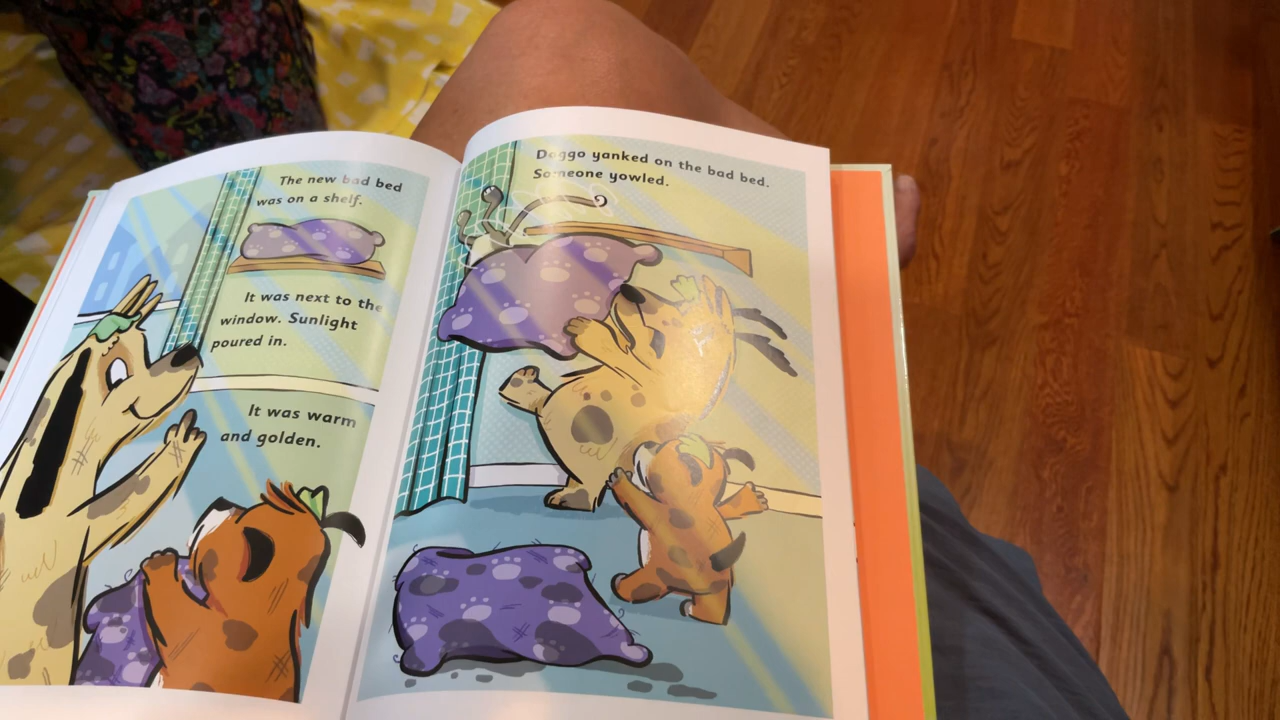 The new bad bed
was on a shelf.
It was next to the
window. Sunlight
poured in.
It was warm
and golden.
Doggo yanked on the bad bed.
Someone yowled.